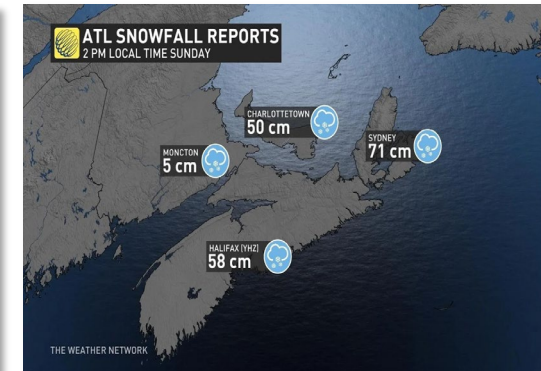 ATL SNOWFALL REPORTS
2 PM LOCAL TIME SUNDAY
CHARLOTTETOWN
50 cm
MONCTON
5 cm
SYDNEY
71 cm
HALIFAX (YHZ)
58 cm
THE WEATHER NETWORK